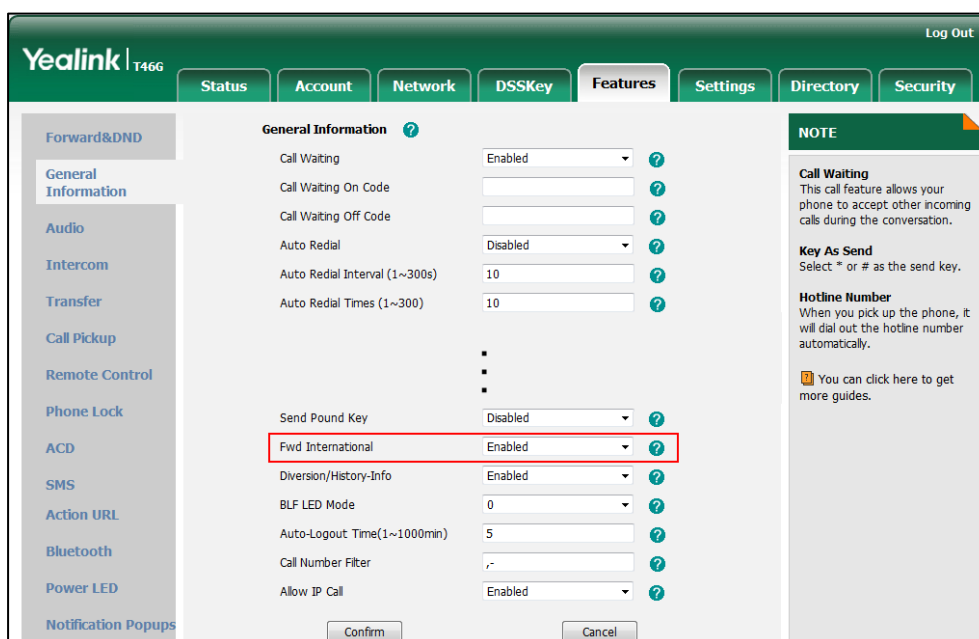 Log Out
Yealink T46G
Status Account Network DSSKey Features Settings Directory Security
Forward&DND
General
Information
Audio
Intercom
Transfer
Call Pickup
Remote Control
Phone Lock
ACD
SMS
Action URL
Bluetooth
Power LED
Notification Popups
General Information ?
Call Waiting Enabled ?
Call Waiting On Code ?
Call Waiting Off Code ?
Auto Redial Disabled ?
Auto Redial Interval (1~300s) 10 ?
Auto Redial Times (1~300) 10 ?
Send Pound Key Disabled ?
Fwd International Enabled ?
Diversion/History-Info Enabled ?
BLF LED Mode 0 ?
Auto-Logout Time(1~1000min) 5 ?
Call Number Filter ,- ?
Allow IP Call Enabled ?
Confirm Cancel
NOTE
Call Waiting
This call feature allows your
phone to accept other incoming
calls during the conversation.
Key As Send
Select * or # as the send key.
Hotline Number
When you pick up the phone, it
will dial out the hotline number
automatically.
? You can click here to get
more guides.